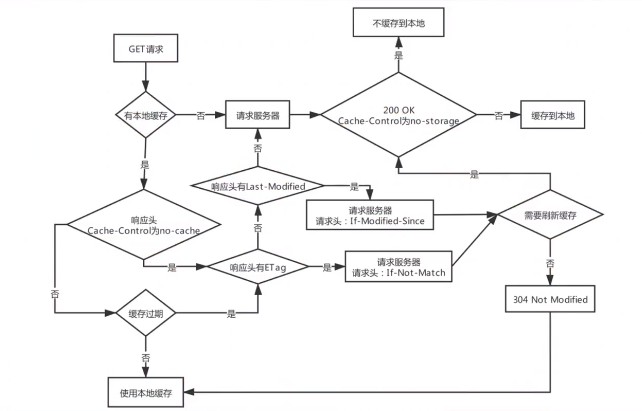 不缓存到本地
是
GET请求
200 OK
Cache-Control为no-storage
有本地缓存
否
请求服务器
否
缓存到本地
是
否
响应头有Last-Modified
是
是
响应头
Cache-Control为no-cache
请求服务器
请求头：If-Modified-Since
需要刷新缓存
否
是
响应头有ETag
是
请求服务器
请求头：If-Not-Match
否
否
304 Not Modified
缓存过期
是
否
使用本地缓存